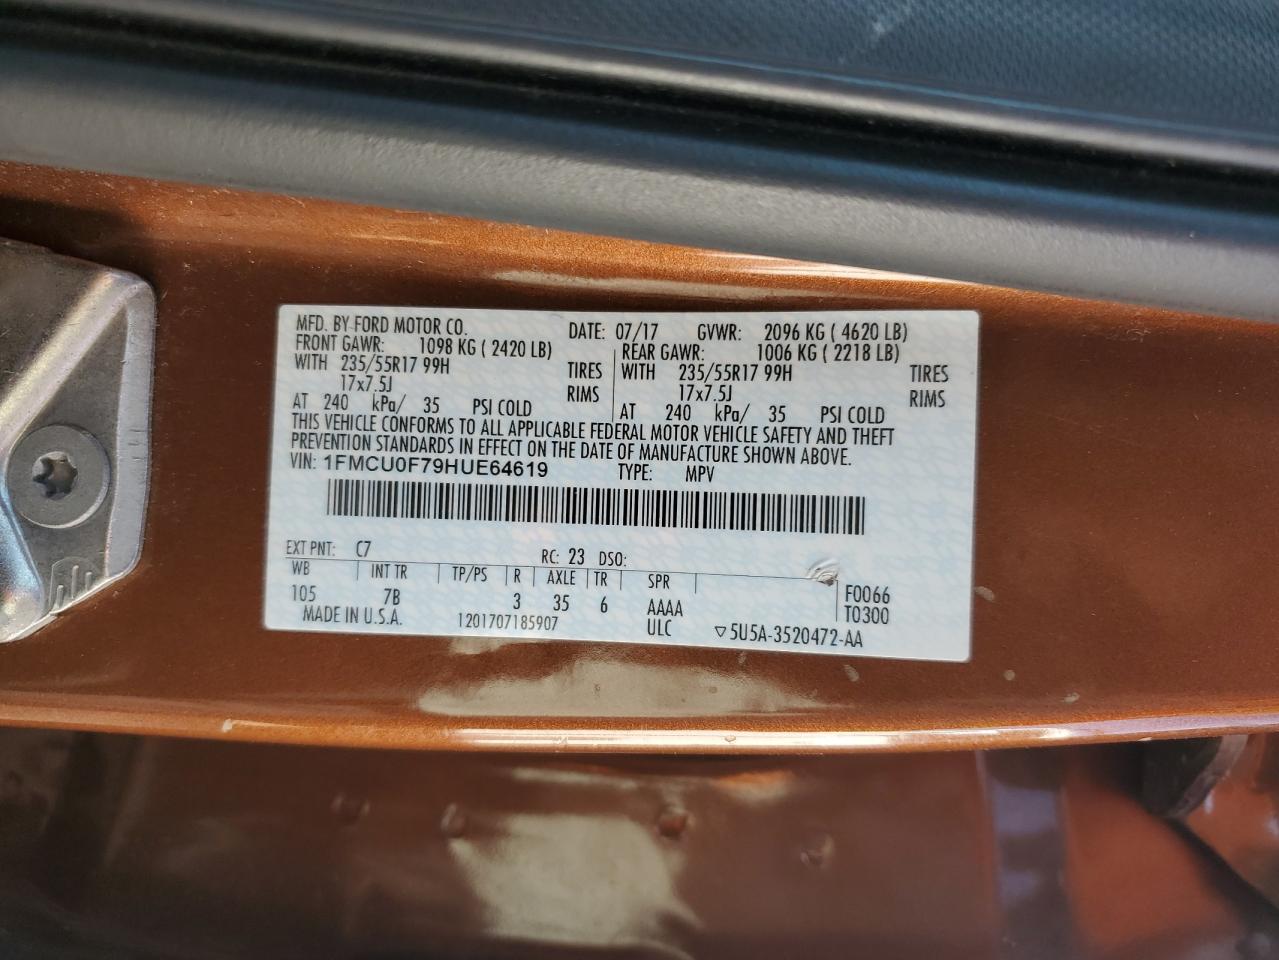 MFD. BY FORD MOTOR CO. DATE: 07/17 GVWR: 2096 KG ( 4620 LB)
FRONT GAWR: 1098 KG ( 2420 LB) REAR GAWR: 1006 KG ( 2218 LB)
WITH 235/55R17 99H TIRES WITH 235/55R17 99H TIRES
17x7.5J RIMS 17x7.5J RIMS
AT 240 kPa/ 35 PSI COLD AT 240 kPa/ 35 PSI COLD
THIS VEHICLE CONFORMS TO ALL APPLICABLE FEDERAL MOTOR VEHICLE SAFETY AND THEFT
PREVENTION STANDARDS IN EFFECT ON THE DATE OF MANUFACTURE SHOWN ABOVE.
VIN: 1FMCU0F79HUE64619 TYPE: MPV
EXT PNT: C7 RC: 23 DSO:
WB INT TR TP/PS R AXLE TR SPR F0066
105 7B 3 35 6 AAAA T0300
MADE IN U.S.A. 1201707185907 ULC ▽5U5A-3520472-AA